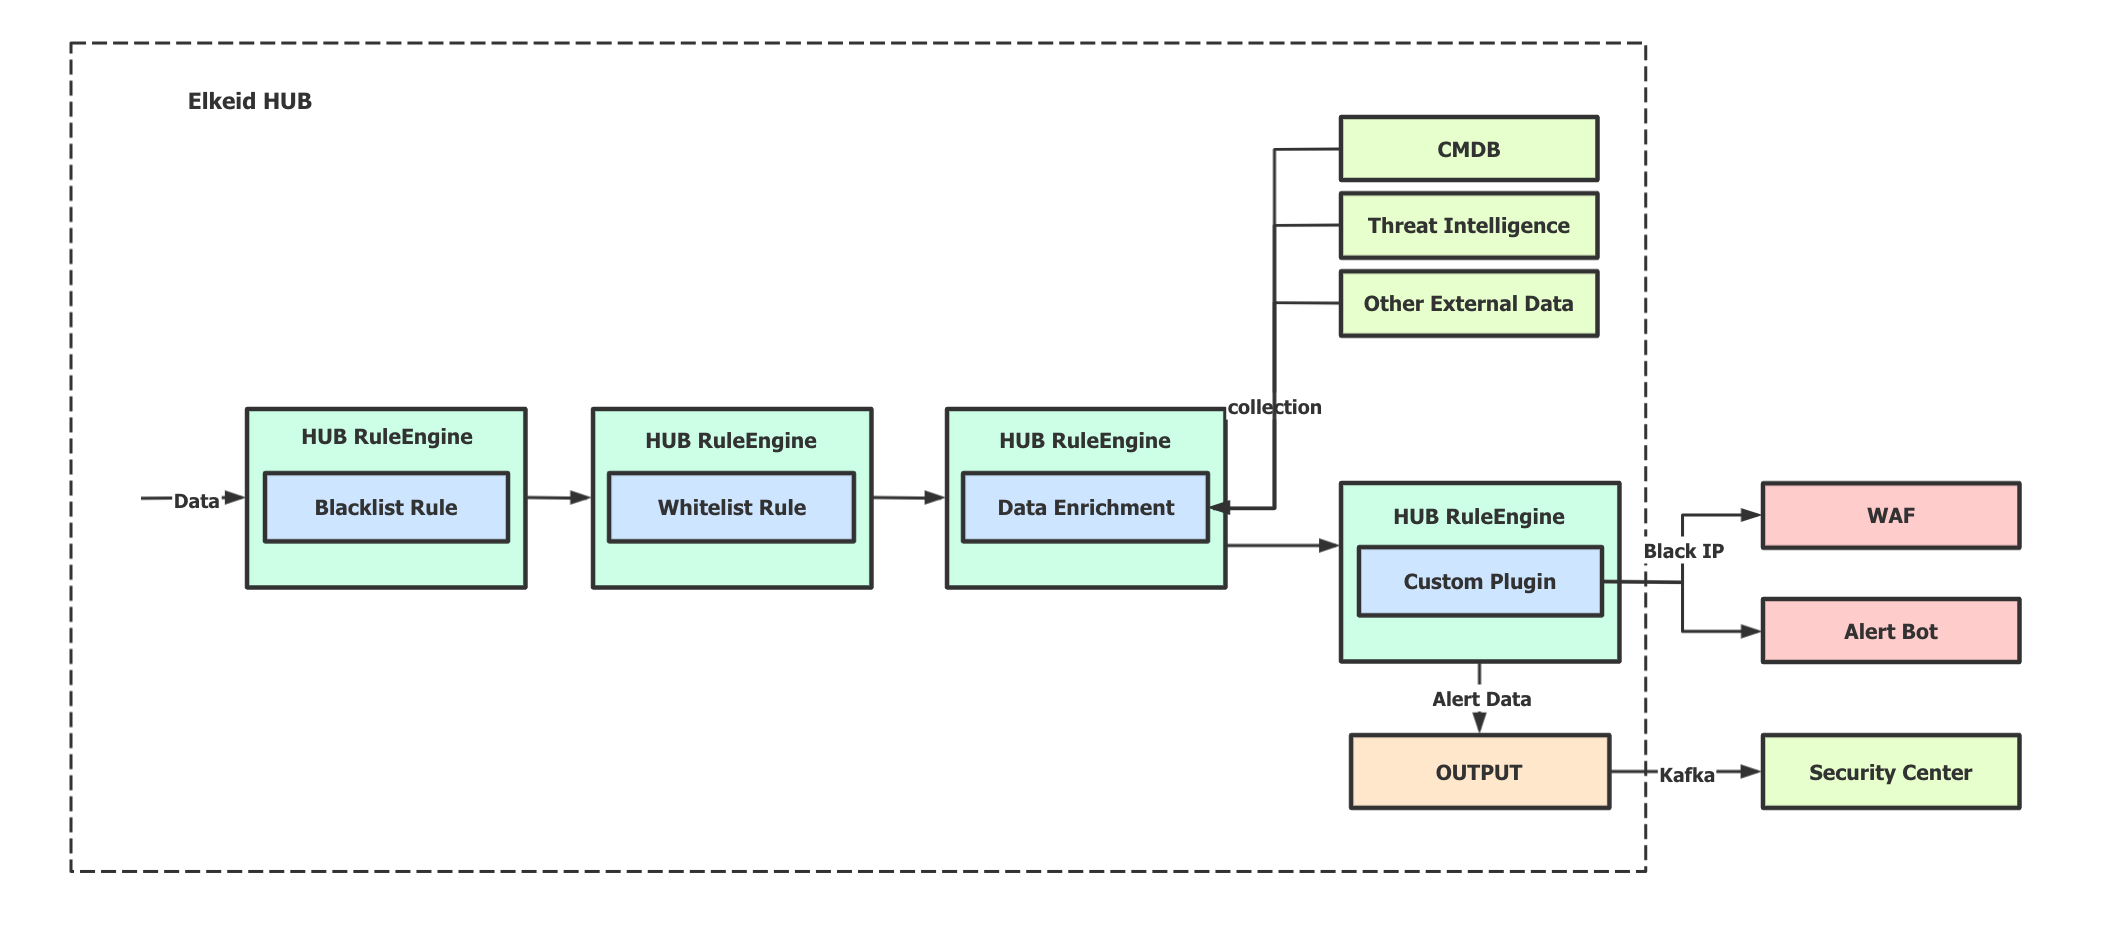 Elkeid HUB
CMDB
Threat Intelligence
Other External Data
collection
Data
HUB RuleEngine
Blacklist Rule
HUB RuleEngine
Whitelist Rule
HUB RuleEngine
Data Enrichment
HUB RuleEngine
Custom Plugin
Black IP
WAF
Alert Bot
Alert Data
OUTPUT
Kafka
Security Center